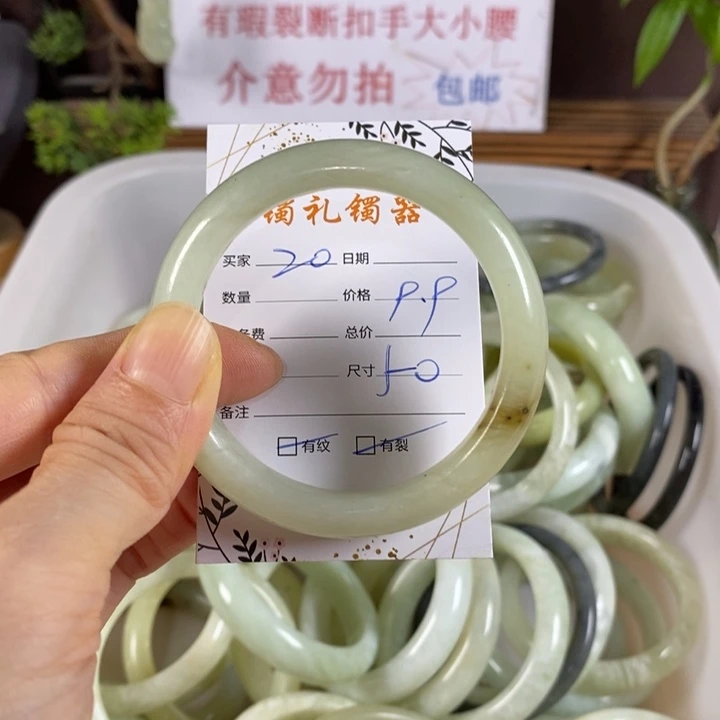 有瑕裂断扣手大小腰
介意勿拍 包邮
镯礼镯器
买家 20 日期
数量 价格 9.9
务费 总价
尺寸 50
备注
□有纹 □有裂